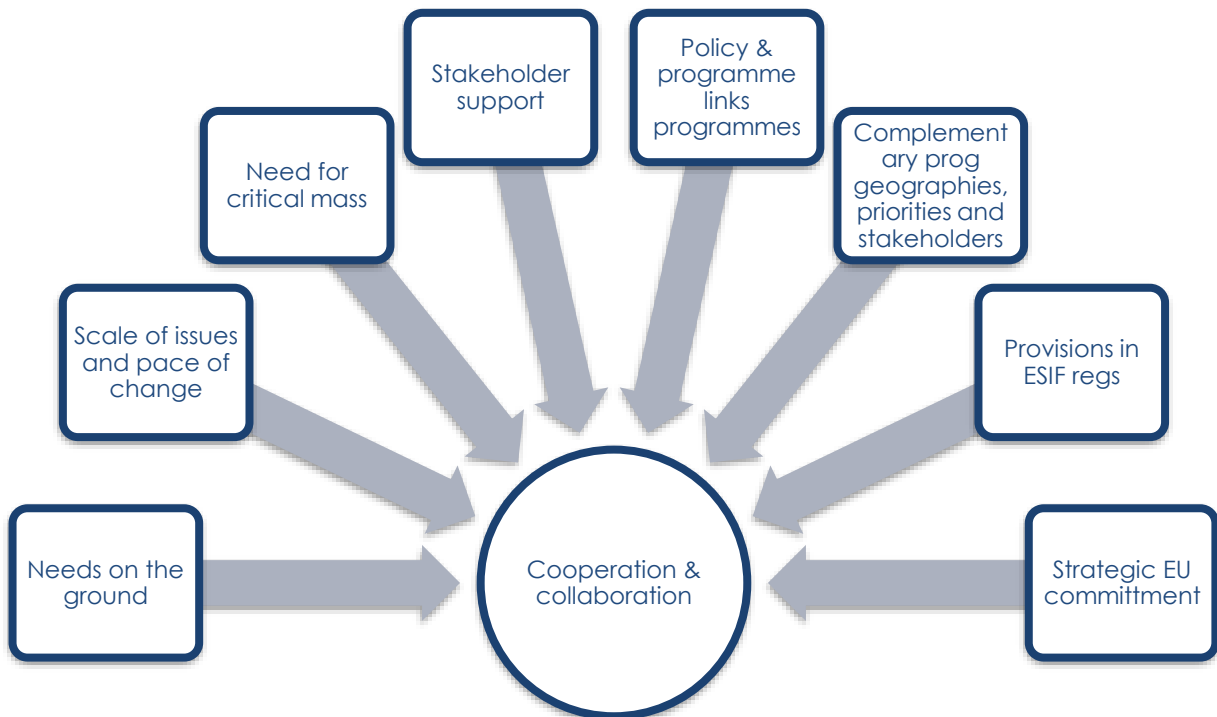 Stakeholder
support
Policy &
programme
links
programmes
Need for
critical mass
Complement
ary prog
geographies,
priorities and
stakeholders
Scale of issues
and pace of
change
Provisions in
ESIF regs
Needs on the
ground
Cooperation &
collaboration
Strategic EU
committment